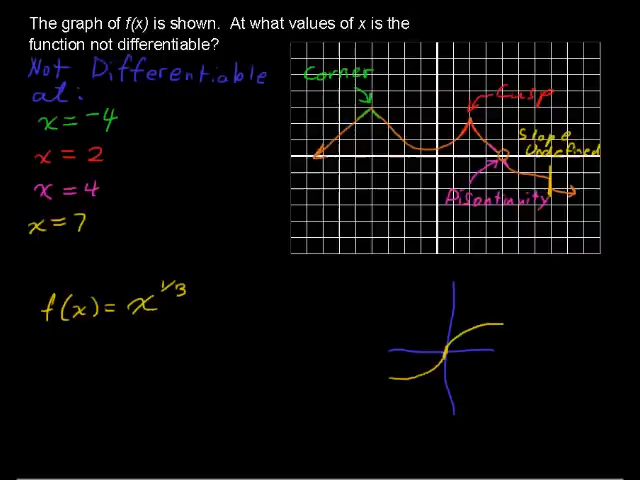 The graph of f(x) is shown. At what values of x is the
function not differentiable?
Not Differentiable
at:
x = -4
x = 2
x = 4
x = 7
f(x) = x^1/3
Corner
Cusp
Slope
Undefined
Disontinuity